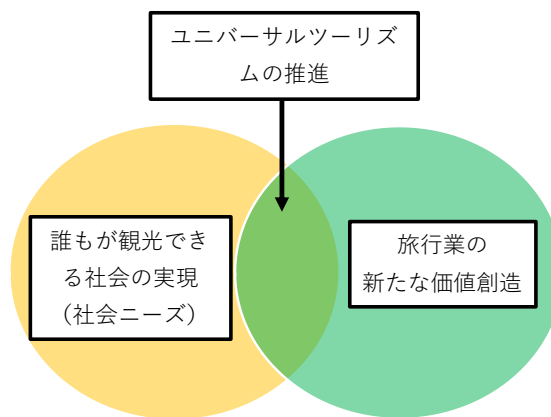 ユニバーサルツーリズ
ムの推進
誰もが観光でき
る社会の実現
（社会ニーズ）
旅行業の
新たな価値創造